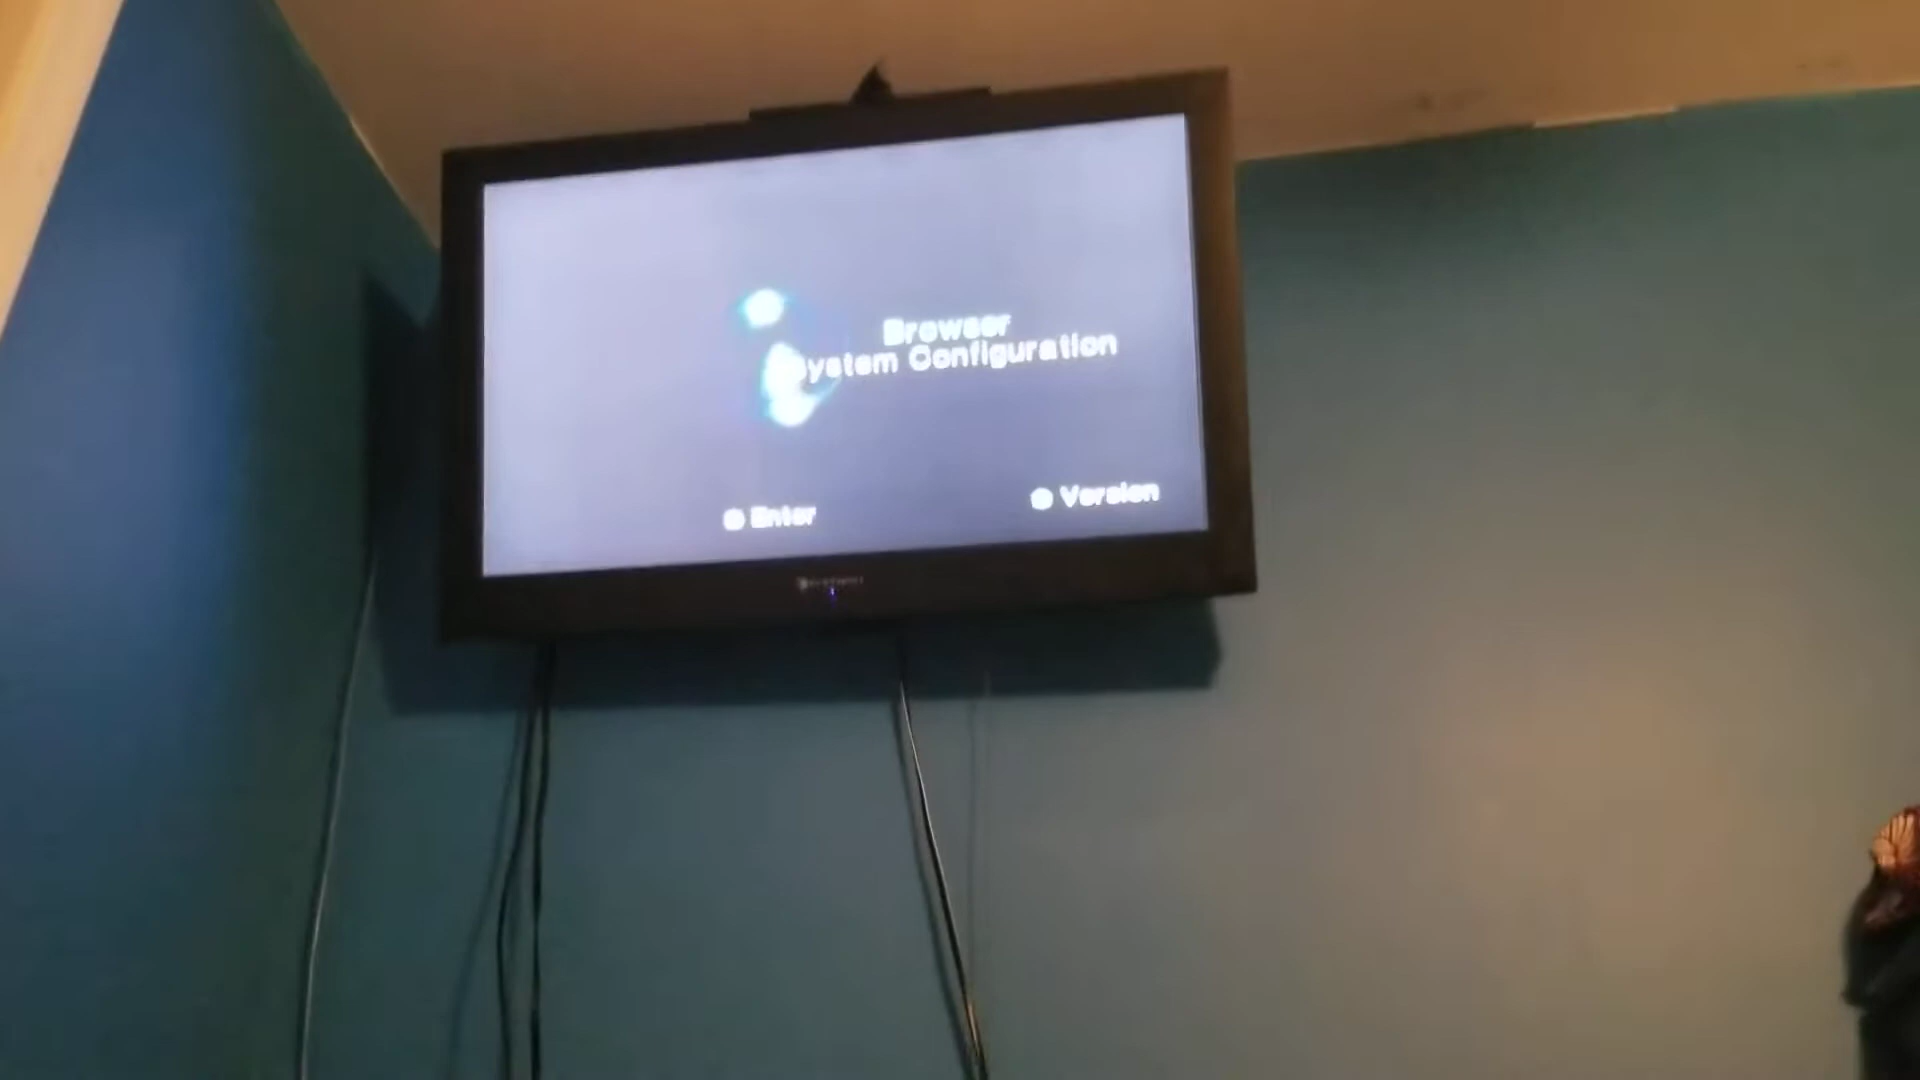 Browser
System Configuration
Enter
Version